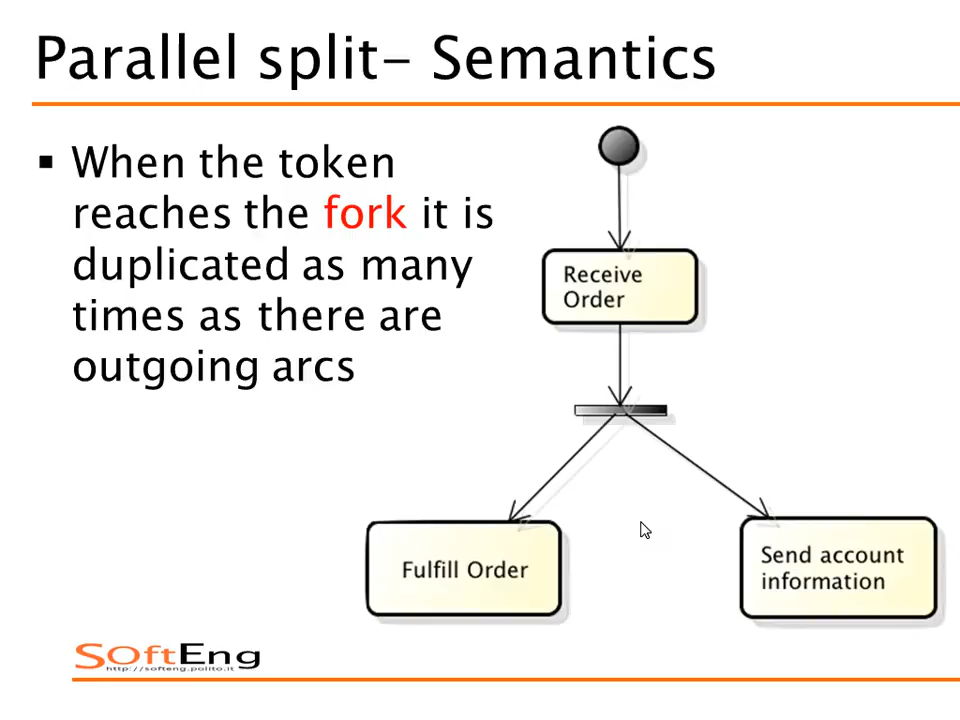 Parallel split- Semantics
▪ When the token
reaches the fork it is
duplicated as many
times as there are
outgoing arcs
Receive
Order
Fulfill Order
Send account
information
SOftEng
http://softeng.polito.it